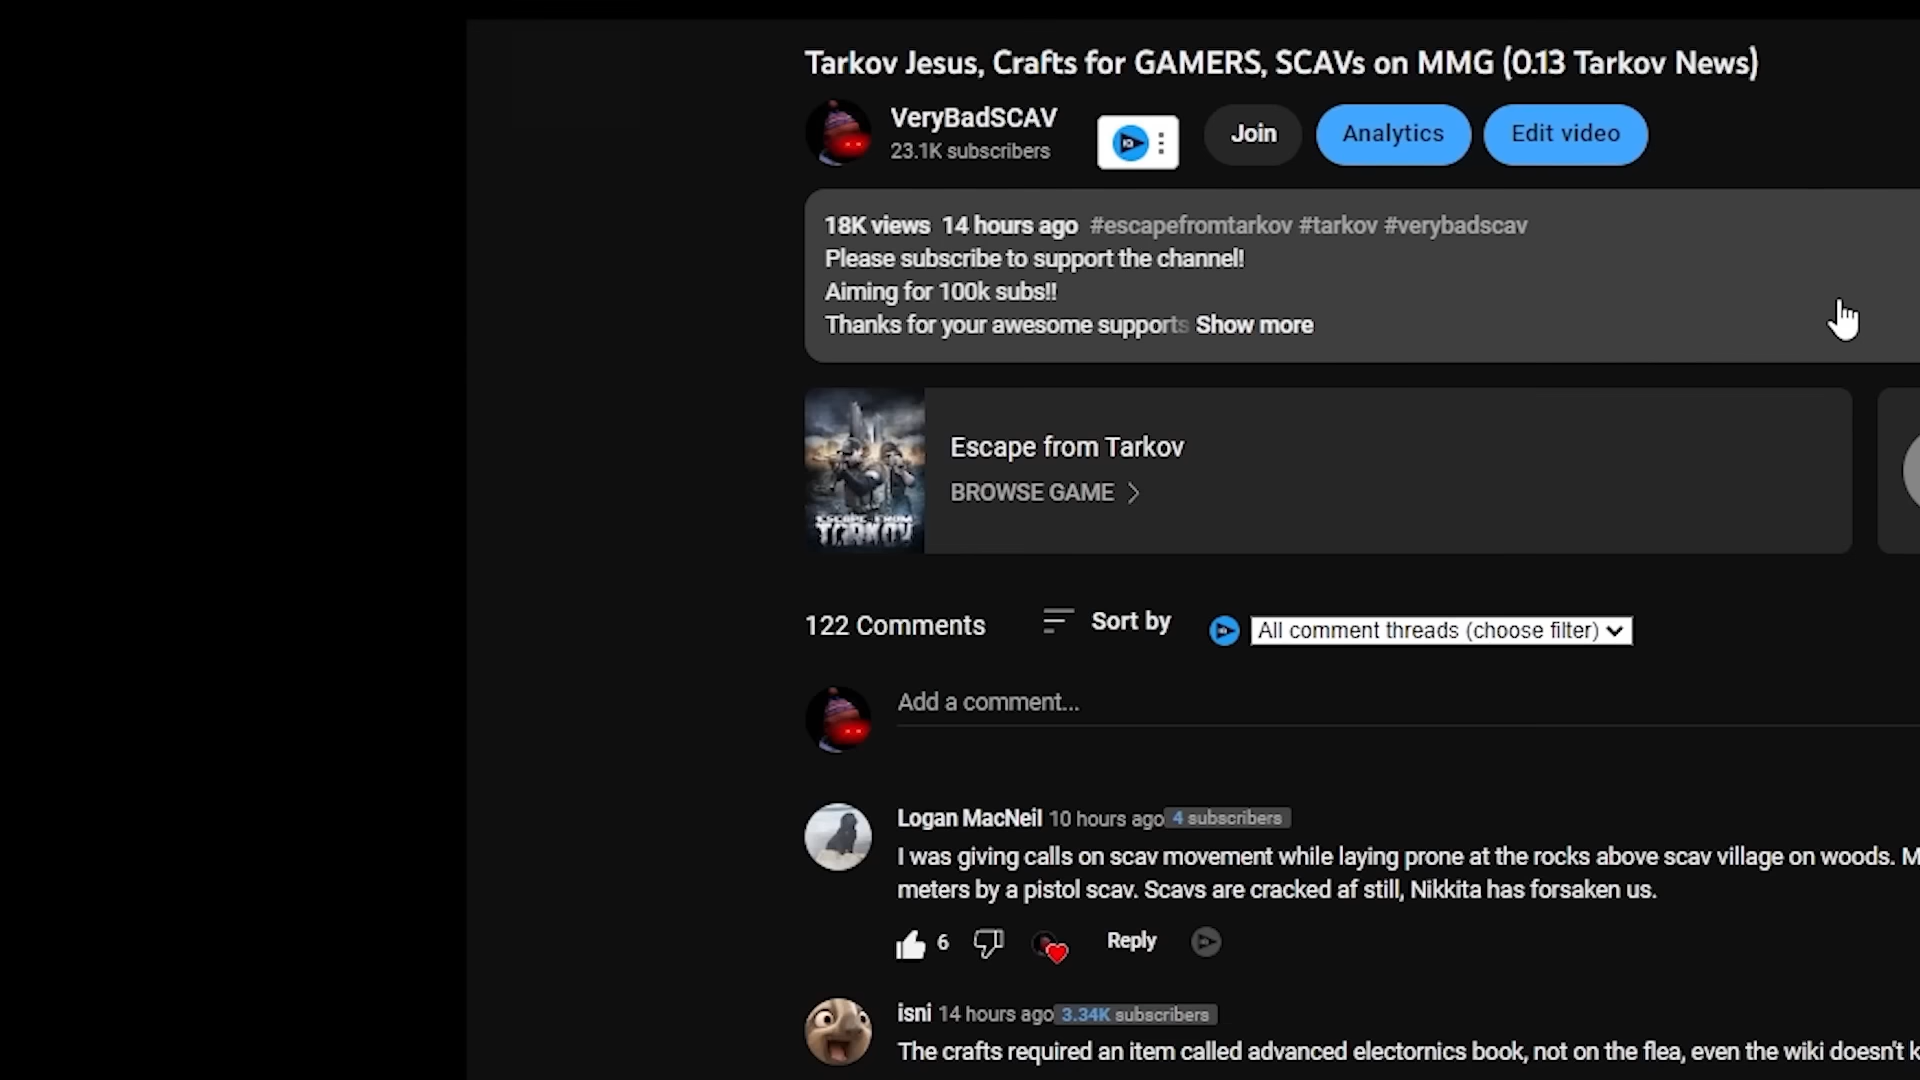 Tarkov Jesus, Crafts for GAMERS, SCAVs on MMG (0.13 Tarkov News)
VeryBadSCAV
23.1K subscribers
Join
Analytics
Edit video
18K views 14 hours ago #escapefromtarkov #tarkov #verybadscav
Please subscribe to support the channel!
Aiming for 100k subs!!
Thanks for your awesome supports Show more
ESCAPE FROM
TARKOV
Escape from Tarkov
BROWSE GAME
122 Comments
Sort by
All comment threads (choose filter)
Add a comment...
Logan MacNeil 10 hours ago 4 subscribers
I was giving calls on scav movement while laying prone at the rocks above scav village on woods. M
meters by a pistol scav. Scavs are cracked af still, Nikkita has forsaken us.
6
Reply
isni 14 hours ago 3.34K subscribers
The crafts required an item called advanced electornics book, not on the flea, even the wiki doesn't k